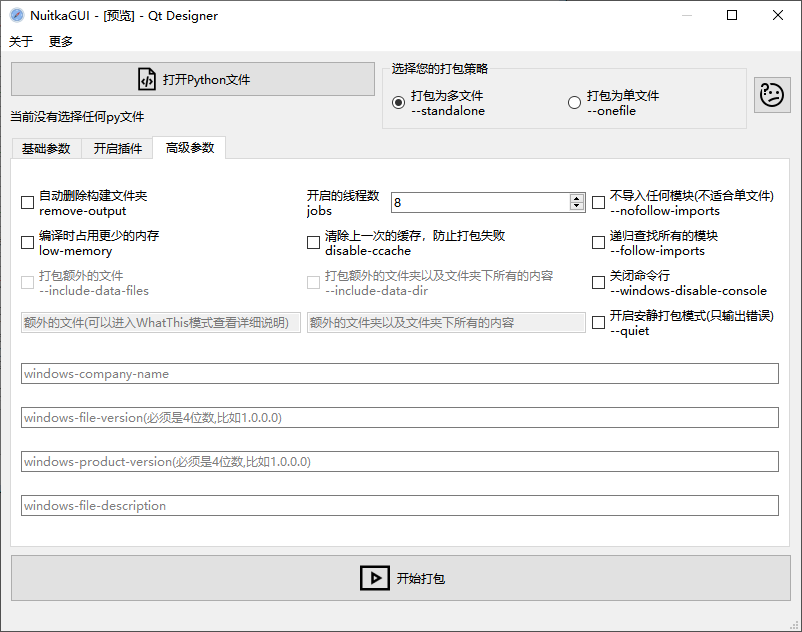 NuitkaGUI - [预览] - Qt Designer
关于 更多
打开Python文件
当前没有选择任何py文件
选择您的打包策略
打包为多文件
--standalone
打包为单文件
--onefile
基础参数 开启插件 高级参数
自动删除构建文件夹
remove-output
开启的线程数
jobs
8
不导入任何模块(不适合单文件)
--nofollow-imports
编译时占用更少的内存
low-memory
清除上一次的缓存，防止打包失败
disable-ccache
递归查找所有的模块
--follow-imports
打包额外的文件
--include-data-files
打包额外的文件夹以及文件夹下所有的内容
--include-data-dir
关闭命令行
--windows-disable-console
额外的文件(可以进入WhatThis模式查看详细说明)
额外的文件夹以及文件夹下所有的内容
开启安静打包模式(只输出错误)
--quiet
windows-company-name
windows-file-version(必须是4位数,比如1.0.0.0)
windows-product-version(必须是4位数,比如1.0.0.0)
windows-file-description
开始打包